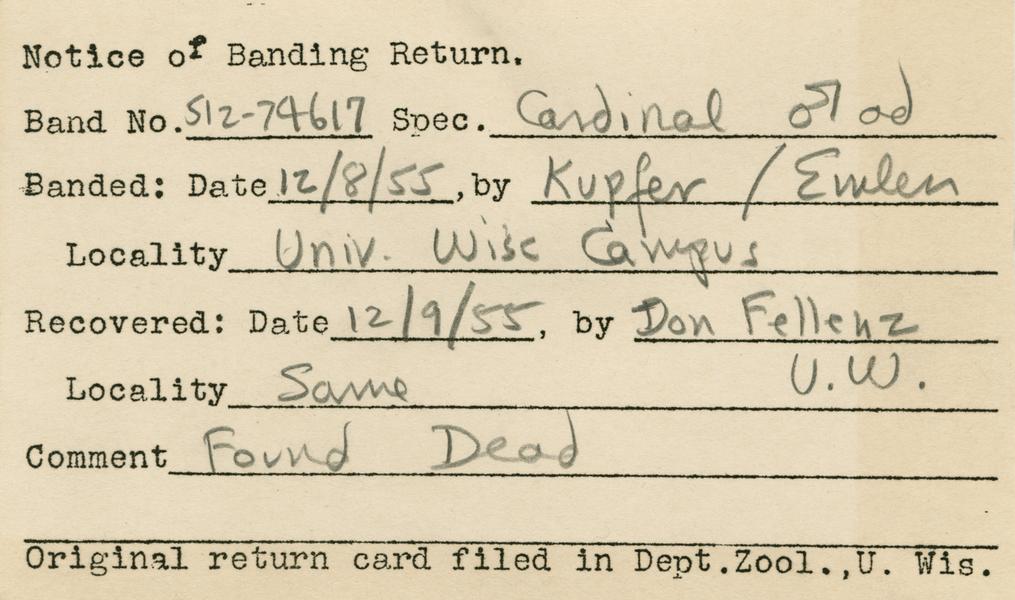 Notice of Banding Return.
Band No. 512-74617 Spec. Cardinal ♂ ad
Banded: Date 12/8/55, by Kupfer / Emlen
Locality Univ. Wisc Campus
Recovered: Date 12/9/55, by Don Fellenz
Locality Same U.W.
Comment Found Dead
Original return card filed in Dept.Zool.,U. Wis.